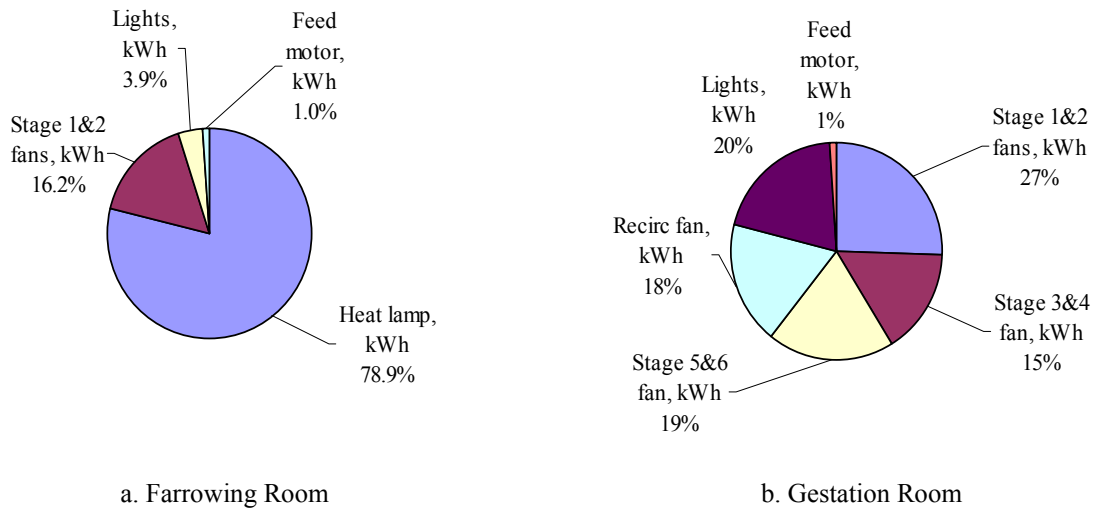 Lights,
kWh
3.9%
Feed
motor,
kWh
1.0%
Stage 1&2
fans, kWh
16.2%
Heat lamp,
kWh
78.9%
a. Farrowing Room
Feed
motor,
kWh
1%
Lights,
kWh
20%
Stage 1&2
fans, kWh
27%
Recirc fan,
kWh
18%
Stage 3&4
fan, kWh
15%
Stage 5&6
fan, kWh
19%
b. Gestation Room